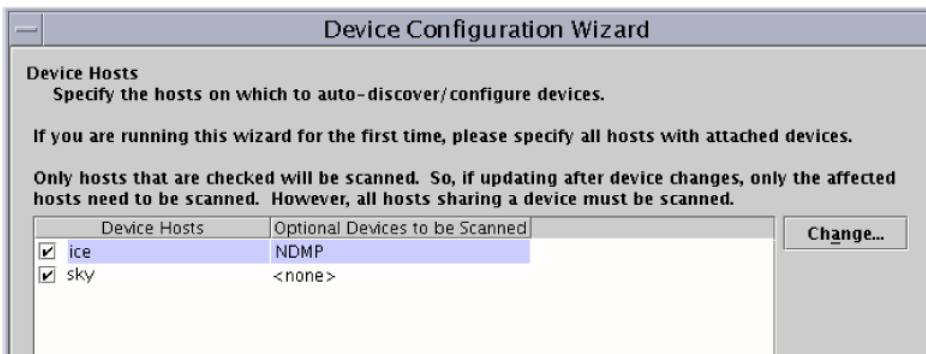 Device Configuration Wizard
Device Hosts
Specify the hosts on which to auto-discover/configure devices.
If you are running this wizard for the first time, please specify all hosts with attached devices.
Only hosts that are checked will be scanned. So, if updating after device changes, only the affected
hosts need to be scanned. However, all hosts sharing a device must be scanned.
Device Hosts Optional Devices to be Scanned
Change...
ice NDMP
sky <none>